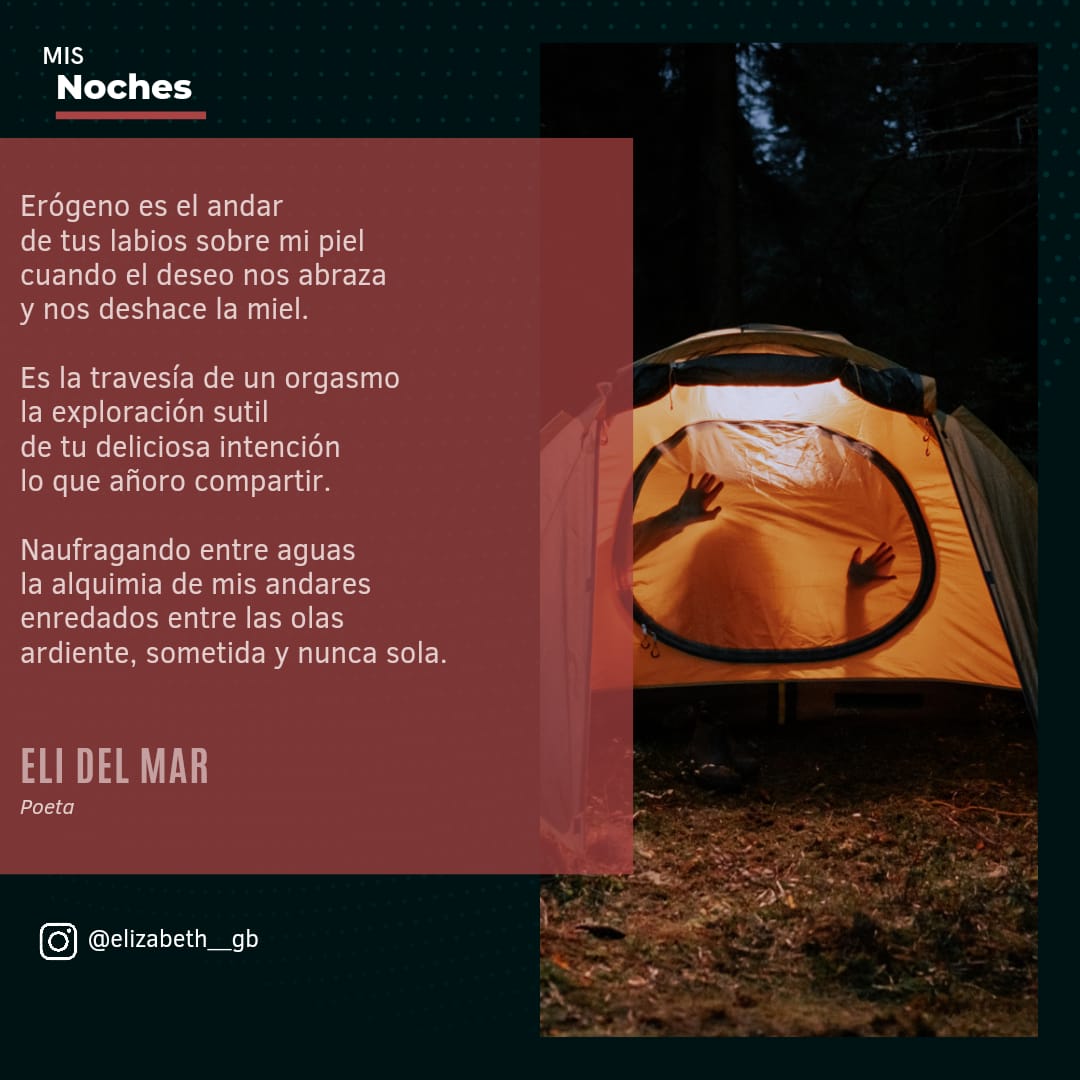 MIS
Noches
Erógeno es el andar
de tus labios sobre mi piel
cuando el deseo nos abraza
y nos deshace la miel.
Es la travesía de un orgasmo
la exploración sutil
de tu deliciosa intención
lo que añoro compartir.
Naufragando entre aguas
la alquimia de mis andares
enredados entre las olas
ardiente, sometida y nunca sola.
ELI DEL MAR
Poeta
@elizabeth__gb